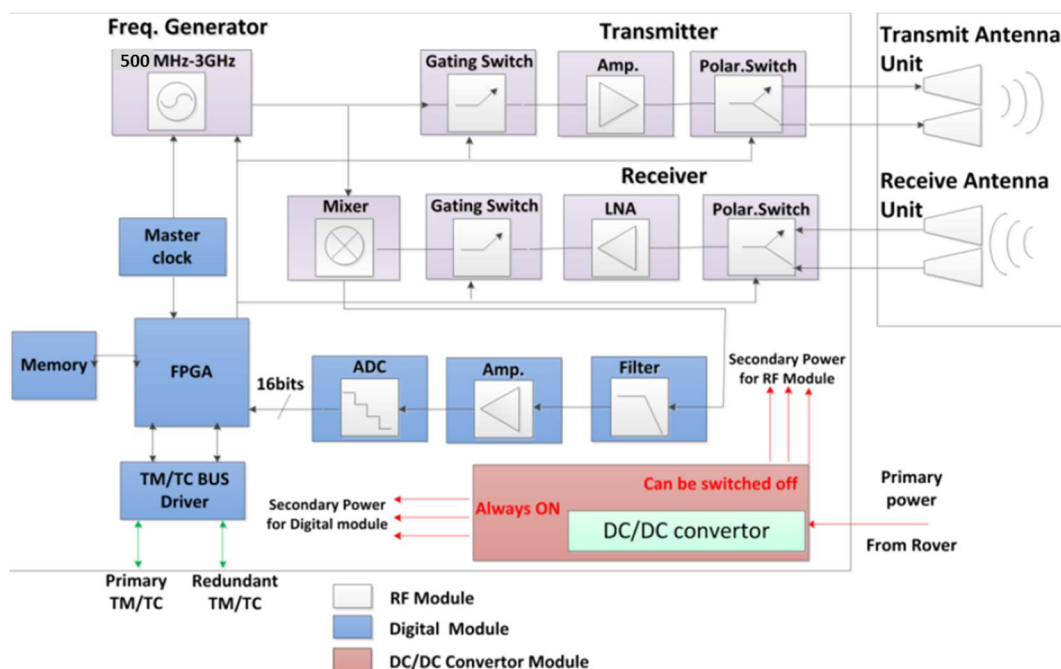 Freq. Generator
500 MHz-3GHz
Transmitter
Gating Switch
Amp.
Polar.Switch
Transmit Antenna
Unit
Receiver
Mixer
Gating Switch
LNA
Polar.Switch
Receive Antenna
Unit
Master
clock
Memory
FPGA
16bits
ADC
Amp.
Filter
Secondary Power
for RF Module
TM/TC BUS
Driver
Secondary Power
for Digital module
Always ON
Can be switched off
DC/DC convertor
Primary
power
From Rover
Primary
TM/TC
Redundant
TM/TC
RF Module
Digital Module
DC/DC Convertor Module